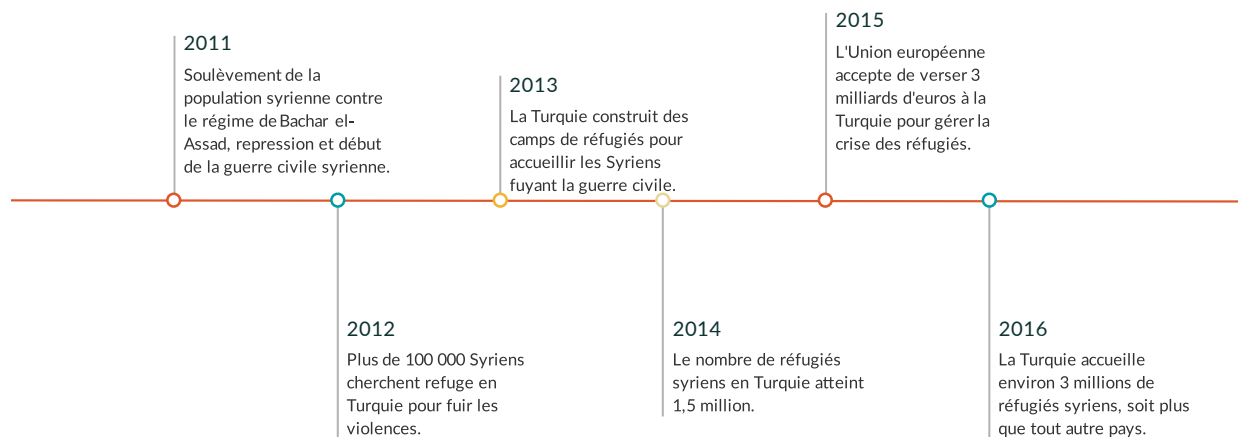 2011
Soulèvement de la
population syrienne contre
le régime de Bachar el-
Assad, repression et début
de la guerre civile syrienne.
2012
Plus de 100 000 Syriens
cherchent refuge en
Turquie pour fuir les
violences.
2013
La Turquie construit des
camps de réfugiés pour
accueillir les Syriens
fuyant la guerre civile.
2014
Le nombre de réfugiés
syriens en Turquie atteint
1,5 million.
2015
L'Union européenne
accepte de verser 3
milliards d'euros à la
Turquie pour gérer la
crise des réfugiés.
2016
La Turquie accueille
environ 3 millions de
réfugiés syriens, soit plus
que tout autre pays.